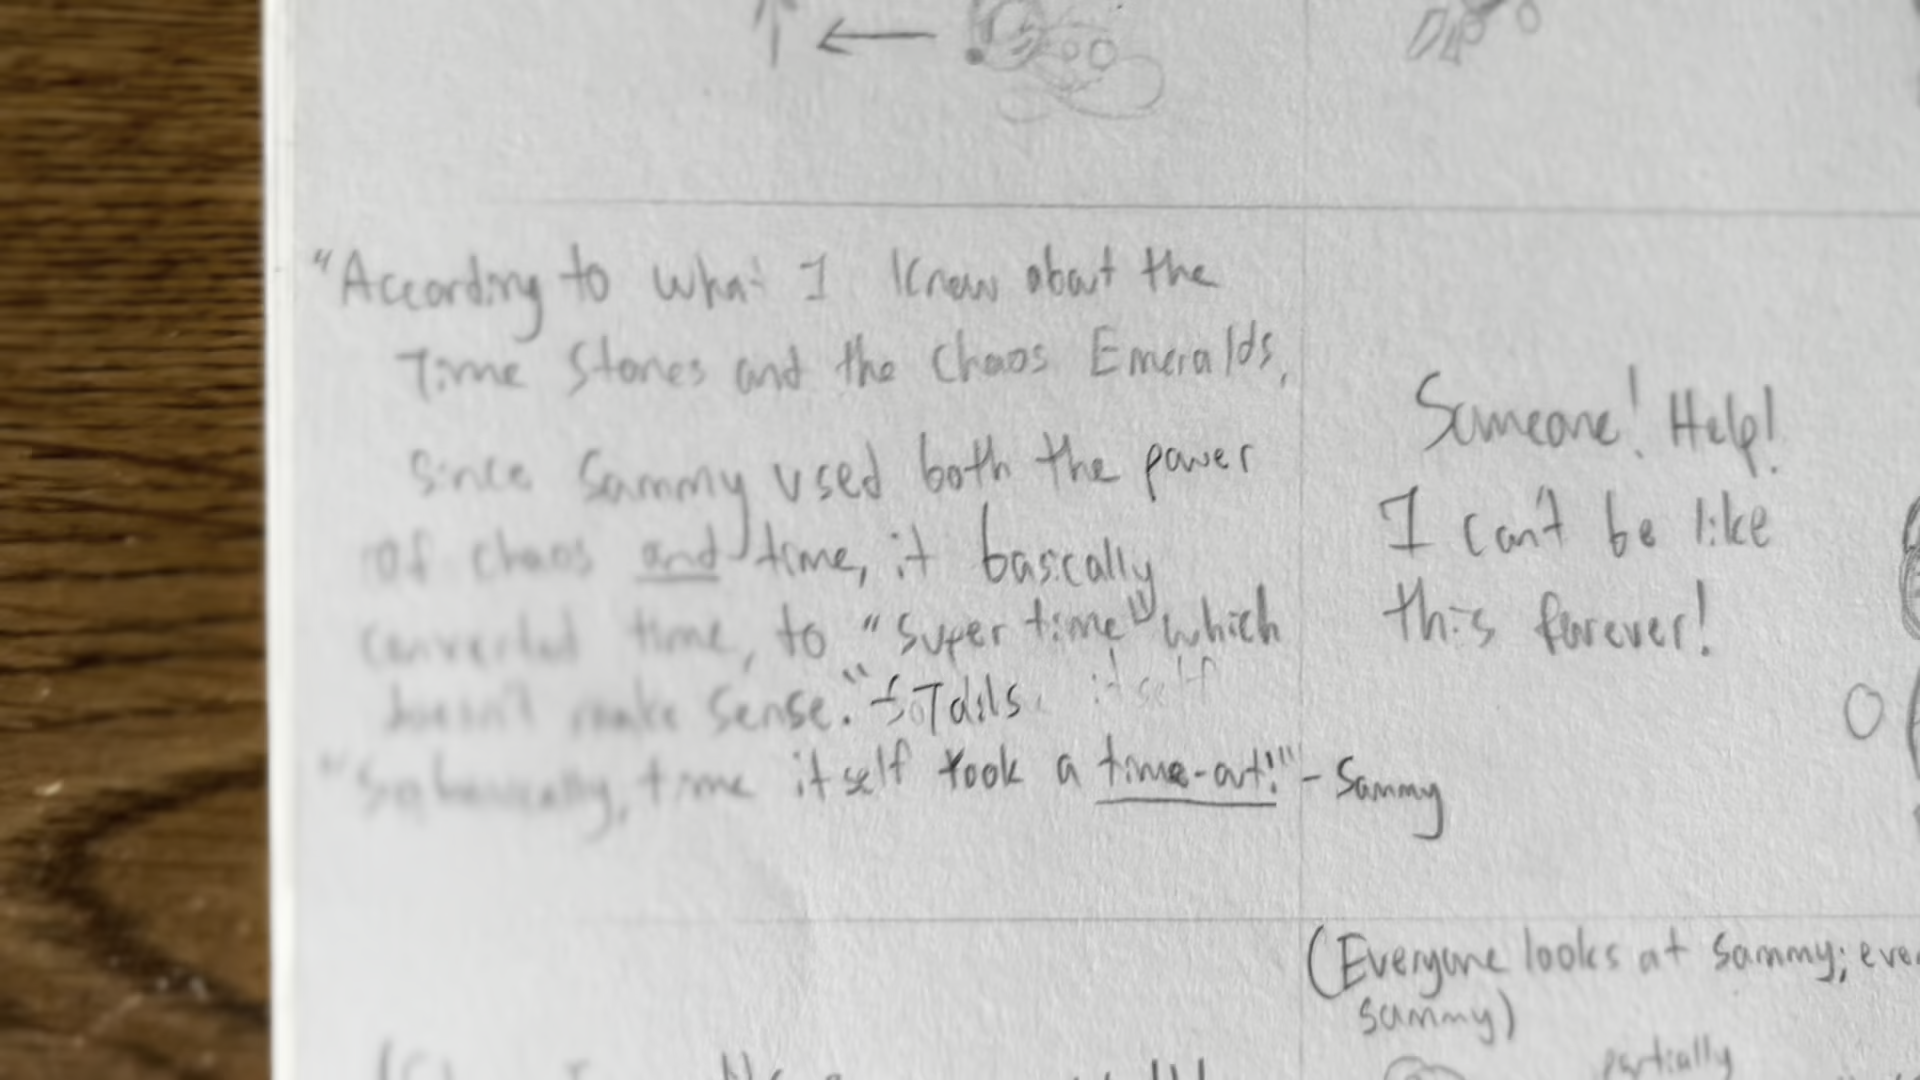 "According to what I know about the
Time Stones and the Chaos Emeralds,
since Sammy used both the power
of chaos and time, it basically
converted time, to "super time" which
doesn't make sense." - Tails
itself
basically, time itself took a time-out!" - Sammy
Someone! Help!
I can't be like
this forever!
(Everyone looks at Sammy;
Sammy)
partially